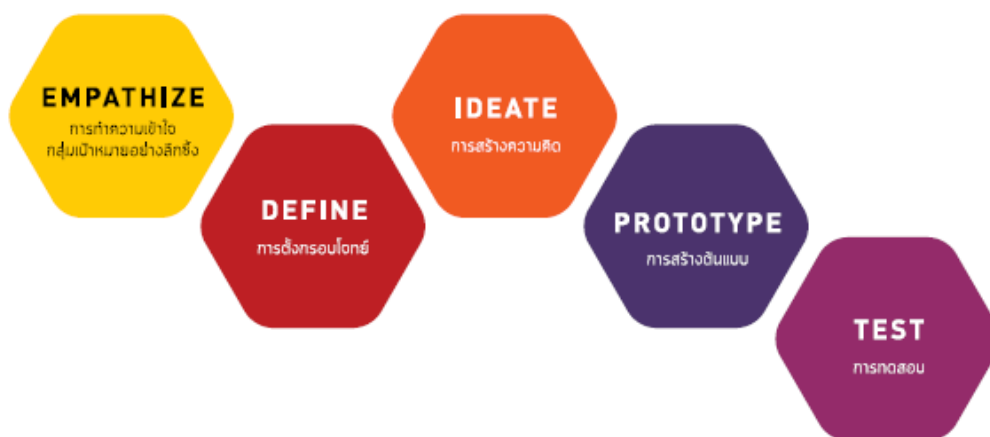 EMPATHIZE
การทำความเข้าใจ
กลุ่มเป้าหมายอย่างลึกซึ้ง
DEFINE
การตั้งกรอบโจทย์
IDEATE
การสร้างความคิด
PROTOTYPE
การสร้างต้นแบบ
TEST
การทดสอบ